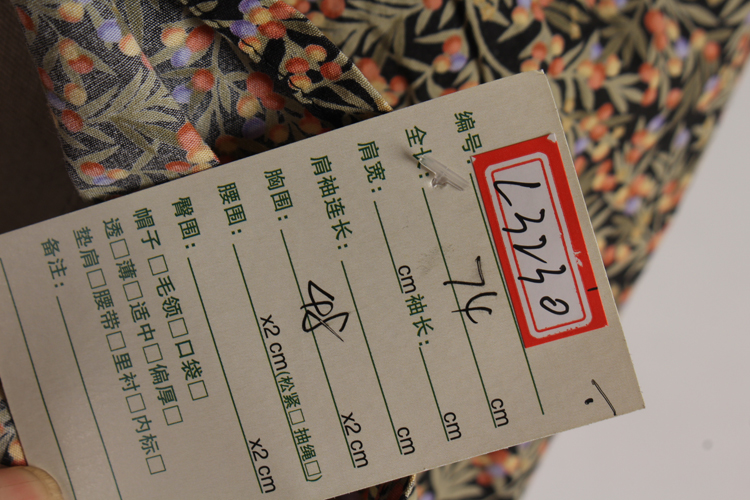 编号: L3230
全长: 74 cm
肩宽: cm 袖长: cm
肩袖连长: cm
胸围: 48 x2 cm
腰围: x2 cm(松紧□ 抽绳□)
臀围: x2 cm
帽子□ 毛领□ 口袋□
透□ 薄□ 适中□ 偏厚□
垫肩□ 腰带□ 里衬□ 内标□
备注: